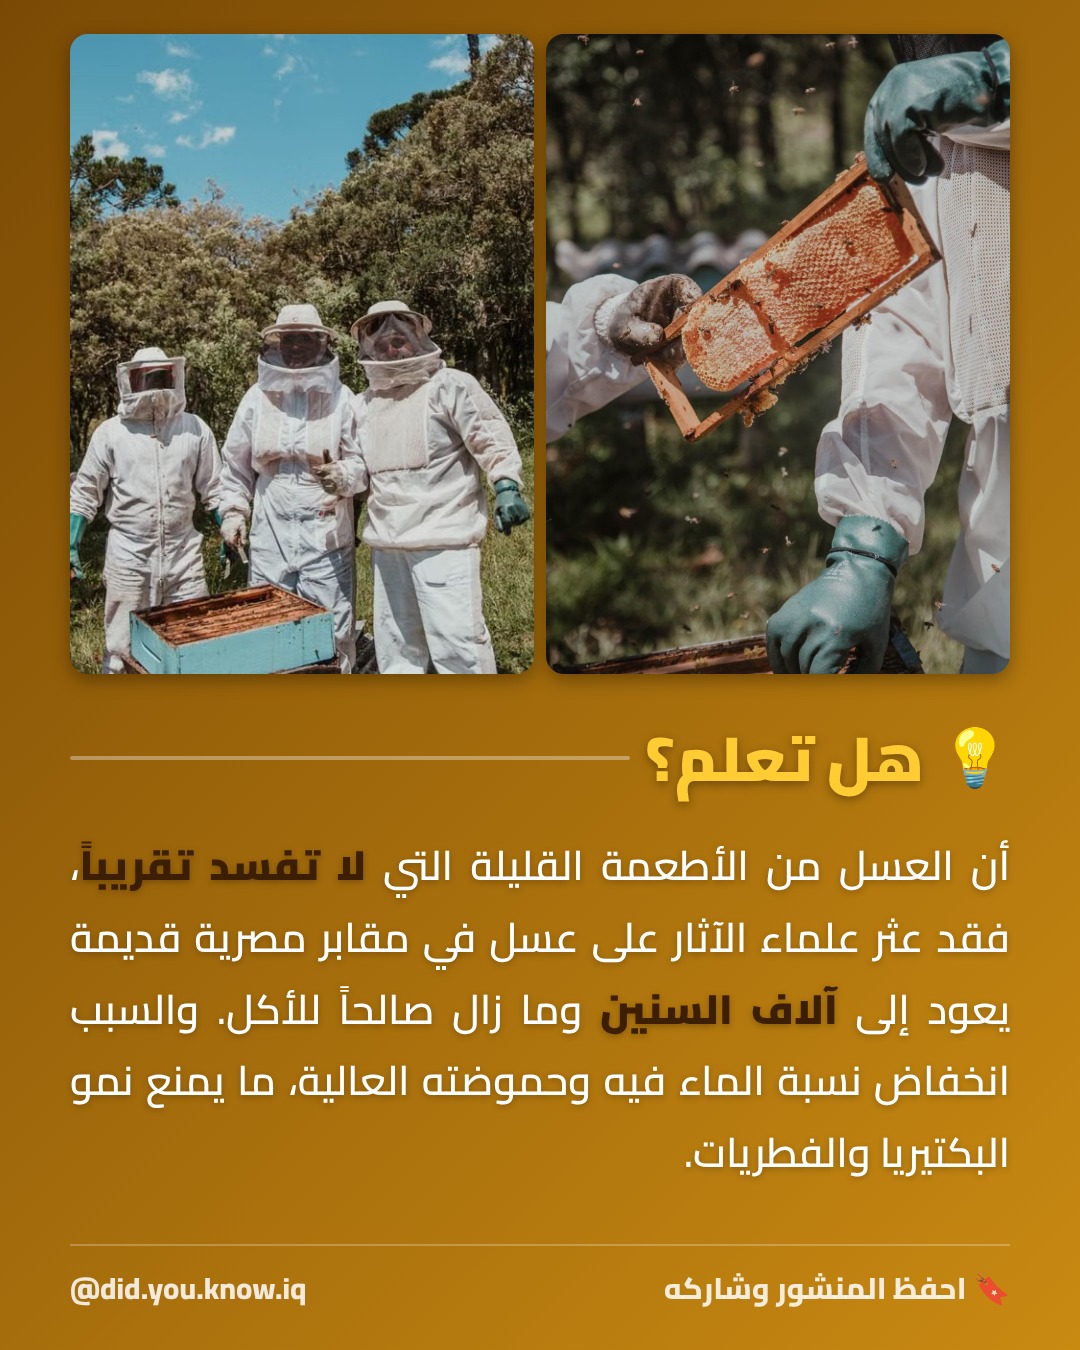 هل تعلم؟
أن العسل من الأطعمة القليلة التي لا تفسد تقريباً،
فقد عثر علماء الآثار على عسل في مقابر مصرية قديمة
يعود إلى آلاف السنين وما زال صالحاً للأكل. والسبب
انخفاض نسبة الماء فيه وحموضته العالية، ما يمنع نمو
البكتيريا والفطريات.
احفظ المنشور وشاركه
@did.you.know.iq